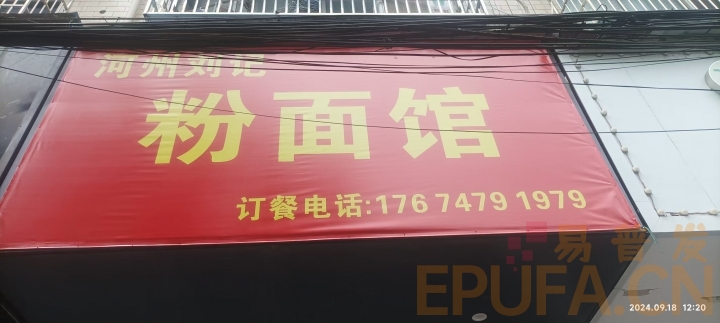 河州刘记
粉面馆
订餐电话:176 7479 1979
易普发
EPUFA.CN
2024.09.18 12:20